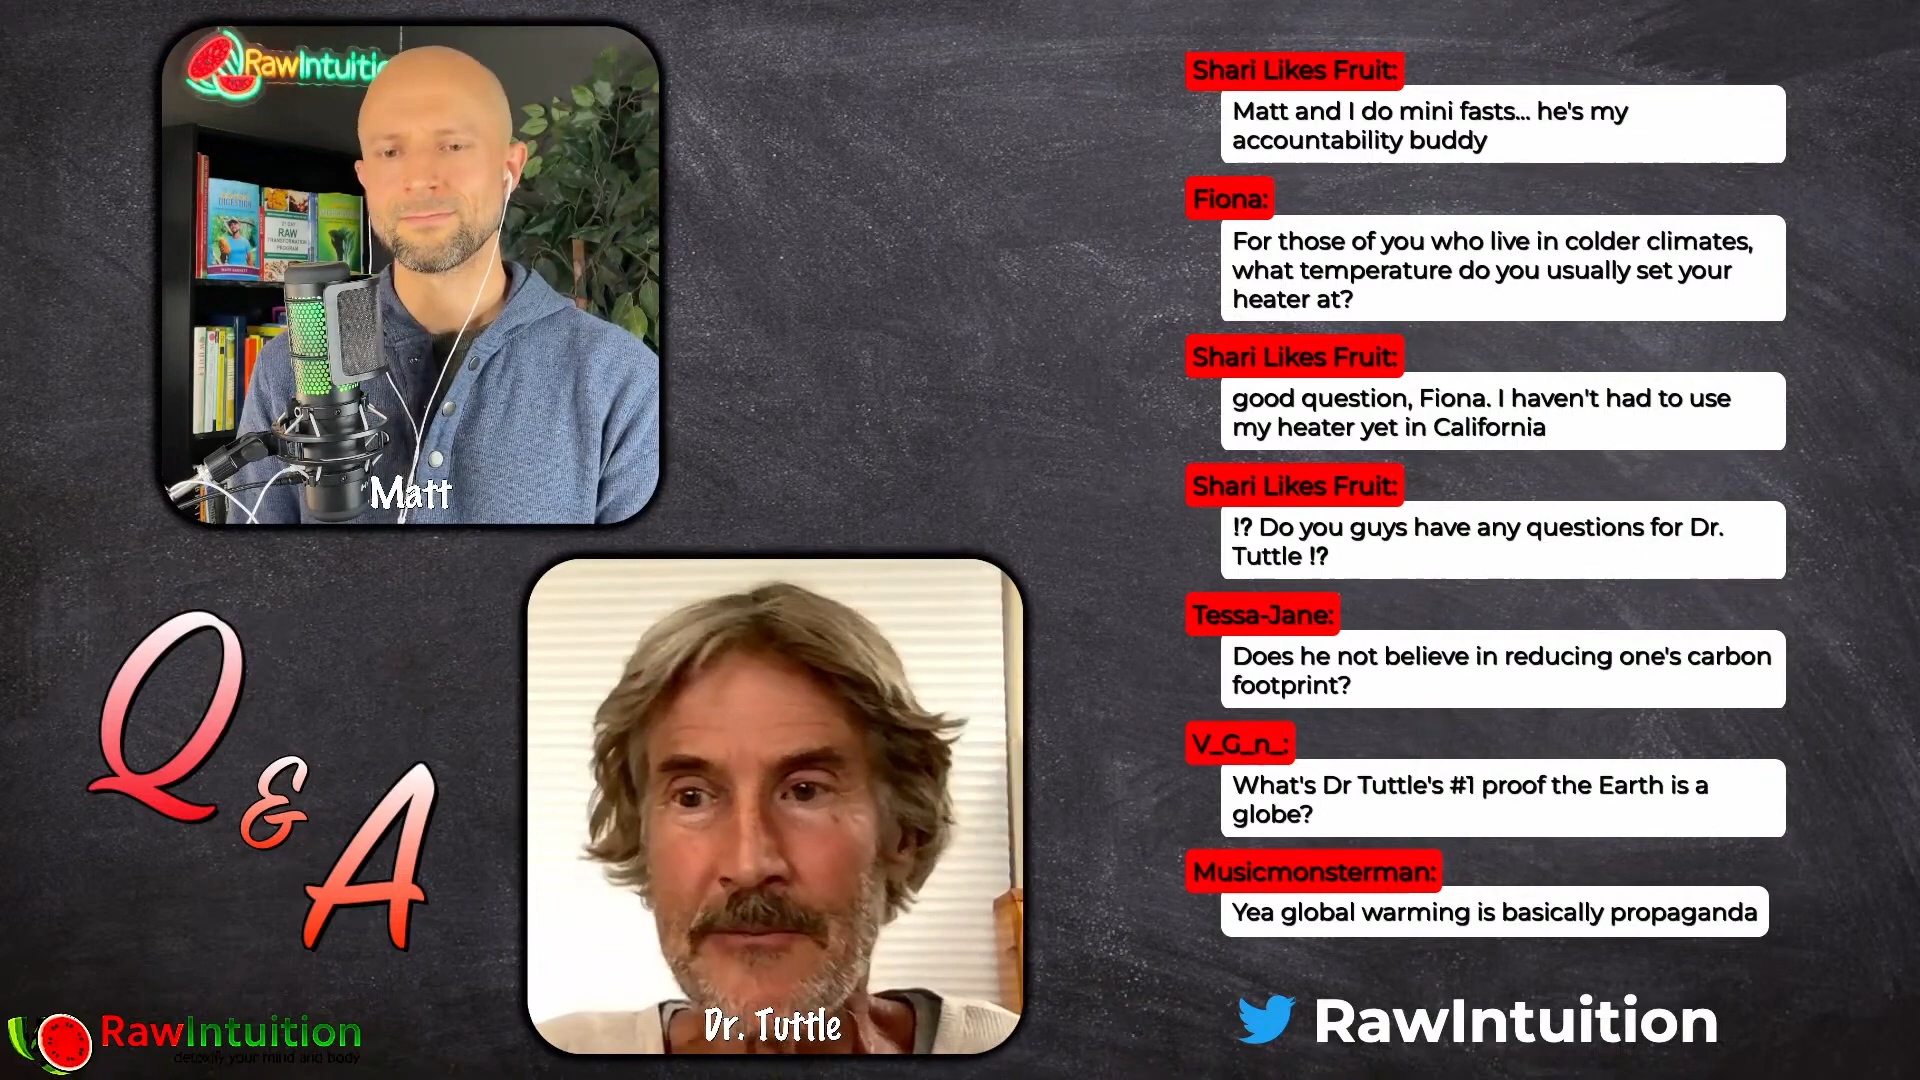 RawIntuitio
DIGESTION
RAW
TRANSFORMATION
PROGRAM
Matt
Shari Likes Fruit:
Matt and I do mini fasts... he's my
accountability buddy
Fiona:
For those of you who live in colder climates,
what temperature do you usually set your
heater at?
Shari Likes Fruit:
good question, Fiona. I haven't had to use
my heater yet in California
Shari Likes Fruit:
!? Do you guys have any questions for Dr.
Tuttle !?
Tessa-Jane:
Does he not believe in reducing one's carbon
footprint?
V_G_n_:
What's Dr Tuttle's #1 proof the Earth is a
globe?
Musicmonsterman:
Yea global warming is basically propaganda
Q & A
Dr. Tuttle
RawIntuition
detoxify your mind and body
RawIntuition